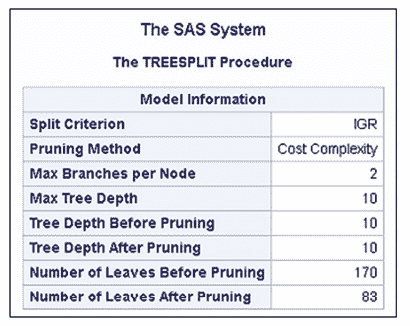 The SAS System
The TREESPLIT Procedure
Model Information
Split Criterion IGR
Pruning Method Cost Complexity
Max Branches per Node 2
Max Tree Depth 10
Tree Depth Before Pruning 10
Tree Depth After Pruning 10
Number of Leaves Before Pruning 170
Number of Leaves After Pruning 83